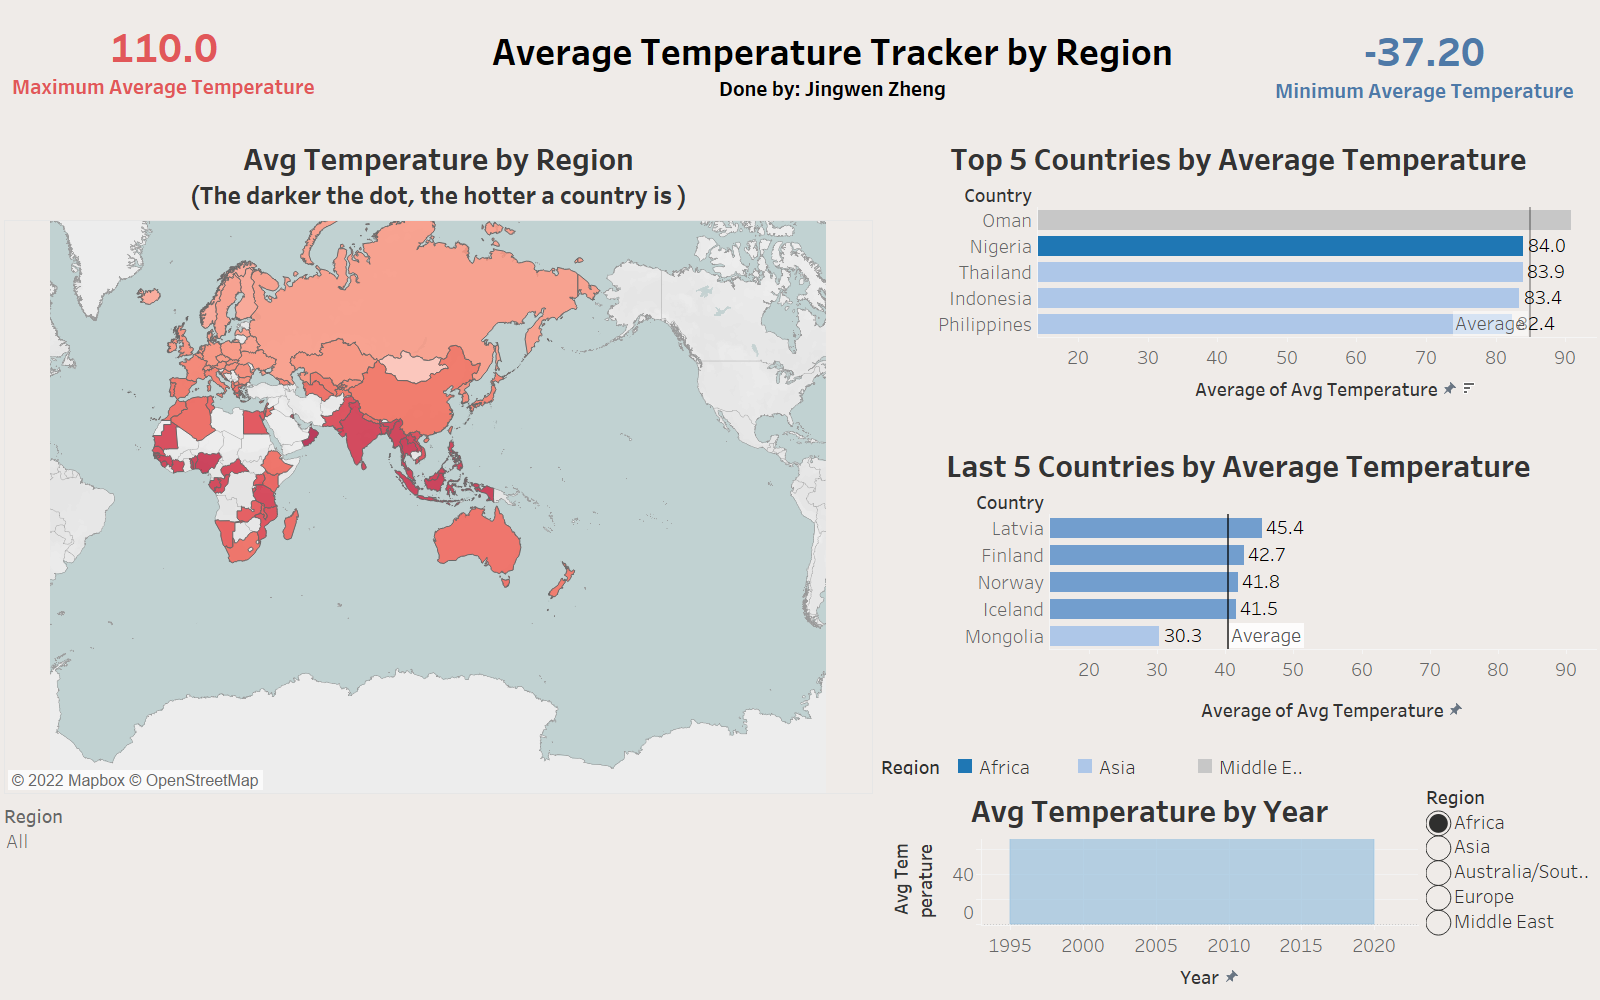 110.0
Maximum Average Temperature
Average Temperature Tracker by Region
Done by: Jingwen Zheng
-37.20
Minimum Average Temperature
Avg Temperature by Region
(The darker the dot, the hotter a country is )
© 2022 Mapbox © OpenStreetMap
Region
All
Top 5 Countries by Average Temperature
Country
Oman
Nigeria 84.0
Thailand 83.9
Indonesia 83.4
Philippines Average 82.4
20 30 40 50 60 70 80 90
Average of Avg Temperature
Last 5 Countries by Average Temperature
Country
Latvia 45.4
Finland 42.7
Norway 41.8
Iceland 41.5
Mongolia 30.3 Average
20 30 40 50 60 70 80 90
Average of Avg Temperature
Region Africa Asia Middle E..
Avg Temperature by Year
Avg Tem
perature
40
0
1995 2000 2005 2010 2015 2020
Year
Region
Africa
Asia
Australia/Sout..
Europe
Middle East